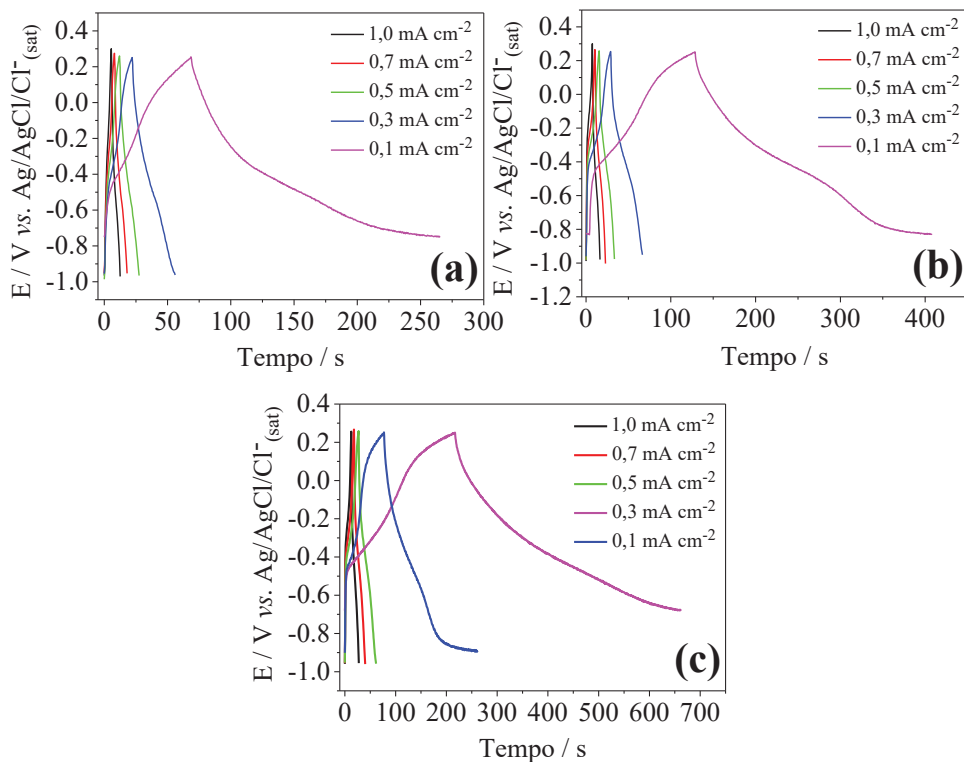 E / V vs. Ag/AgCl/Cl⁻(sat)
0.4
0.2
0.0
-0.2
-0.4
-0.6
-0.8
-1.0
1,0 mA cm⁻²
0,7 mA cm⁻²
0,5 mA cm⁻²
0,3 mA cm⁻²
0,1 mA cm⁻²
(a)
0 50 100 150 200 250 300
Tempo / s
E / V vs. Ag/AgCl/Cl⁻(sat)
0.4
0.2
0.0
-0.2
-0.4
-0.6
-0.8
-1.0
-1.2
1,0 mA cm⁻²
0,7 mA cm⁻²
0,5 mA cm⁻²
0,3 mA cm⁻²
0,1 mA cm⁻²
(b)
0 100 200 300 400
Tempo / s
E / V vs. Ag/AgCl/Cl⁻(sat)
0.4
0.2
0.0
-0.2
-0.4
-0.6
-0.8
-1.0
1,0 mA cm⁻²
0,7 mA cm⁻²
0,5 mA cm⁻²
0,3 mA cm⁻²
0,1 mA cm⁻²
(c)
0 100 200 300 400 500 600 700
Tempo / s